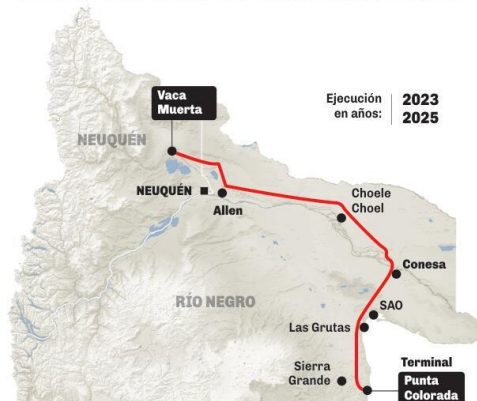 Vaca
Muerta
Ejecución
en años:
2023
2025
NEUQUÉN
NEUQUÉN
Allen
Choele
Choel
Conesa
RÍO NEGRO
SAO
Las Grutas
Sierra
Grande
Terminal
Punta
Colorada